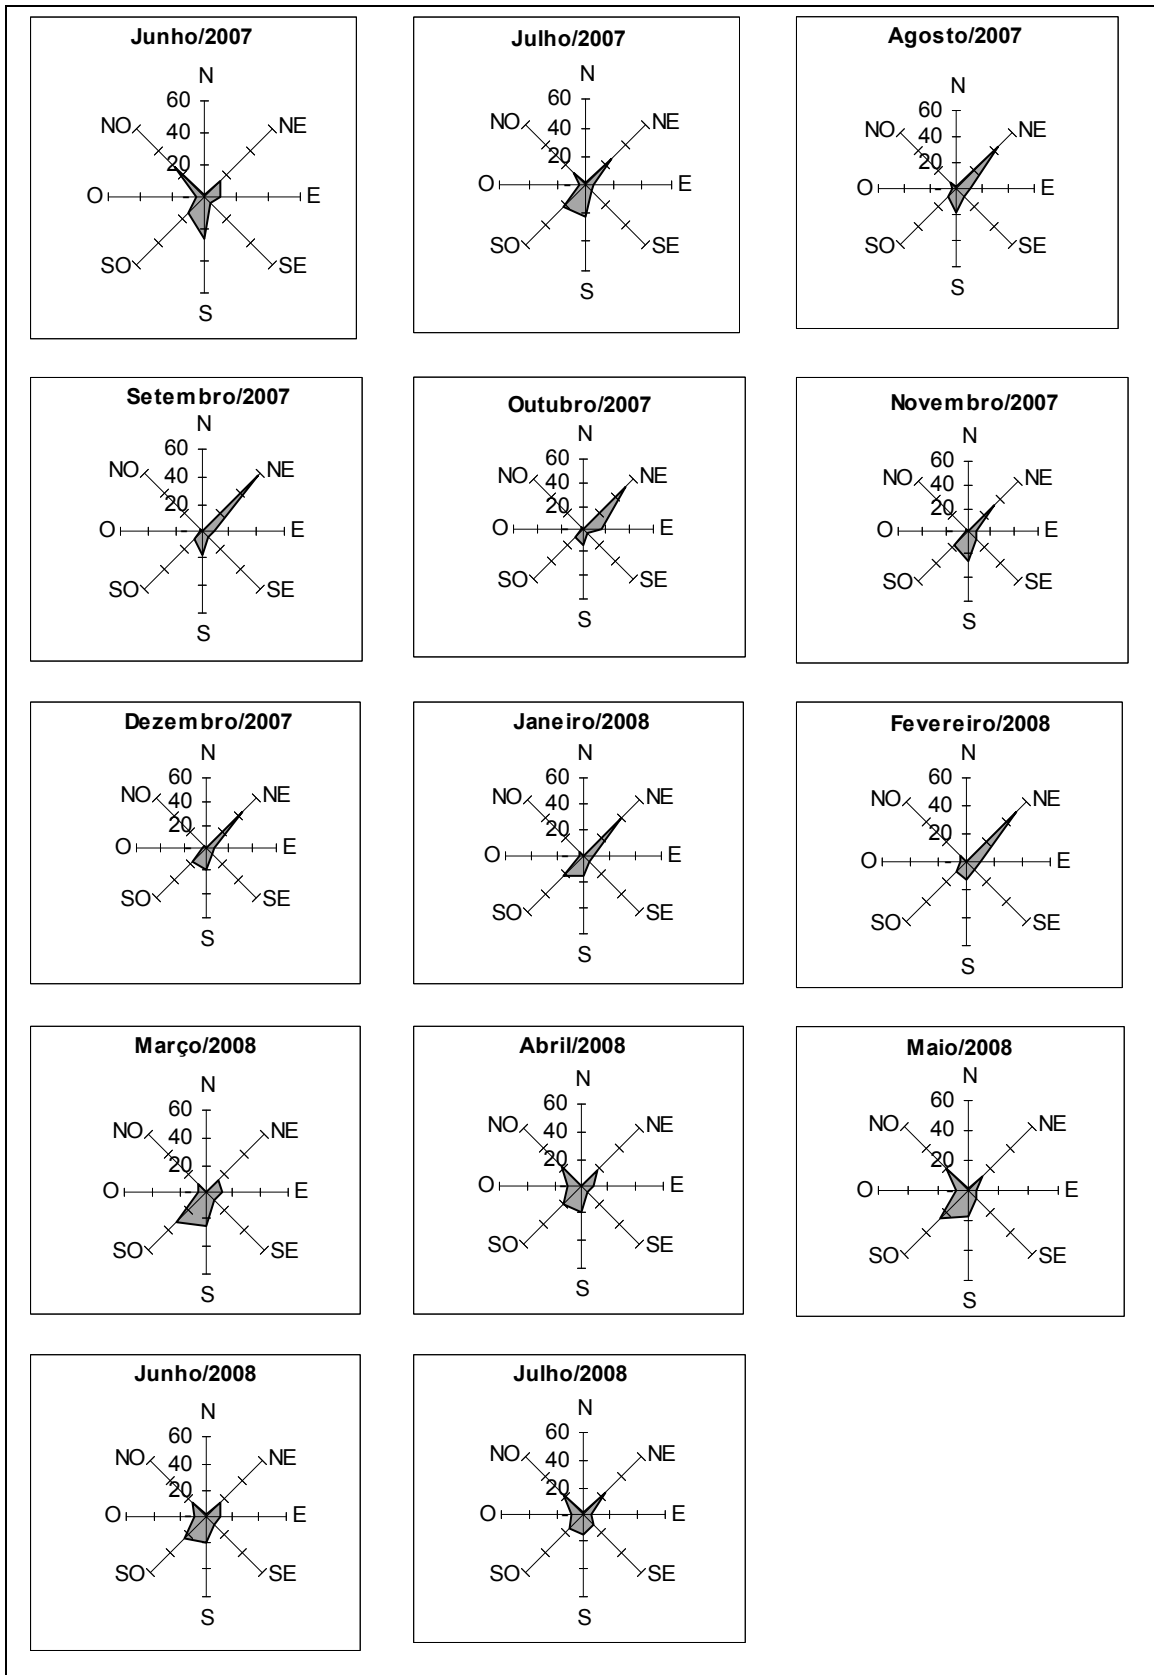 Junho/2007
N
60
NO
NE
40
20
O
E
SO
SE
S
Julho/2007
N
60
NO
NE
40
20
O
E
SO
SE
S
Agosto/2007
N
60
NO
NE
40
20
O
E
SO
SE
S
Setembro/2007
N
60
NO
NE
40
20
O
E
SO
SE
S
Outubro/2007
N
60
NO
NE
40
20
O
E
SO
SE
S
Novembro/2007
N
60
NO
NE
40
20
O
E
SO
SE
S
Dezembro/2007
N
60
NO
NE
40
20
O
E
SO
SE
S
Janeiro/2008
N
60
NO
NE
40
20
O
E
SO
SE
S
Fevereiro/2008
N
60
NO
NE
40
20
O
E
SO
SE
S
Março/2008
N
60
NO
NE
40
20
O
E
SO
SE
S
Abril/2008
N
60
NO
NE
40
20
O
E
SO
SE
S
Maio/2008
N
60
NO
NE
40
20
O
E
SO
SE
S
Junho/2008
N
60
NO
NE
40
20
O
E
SO
SE
S
Julho/2008
N
60
NO
NE
40
20
O
E
SO
SE
S